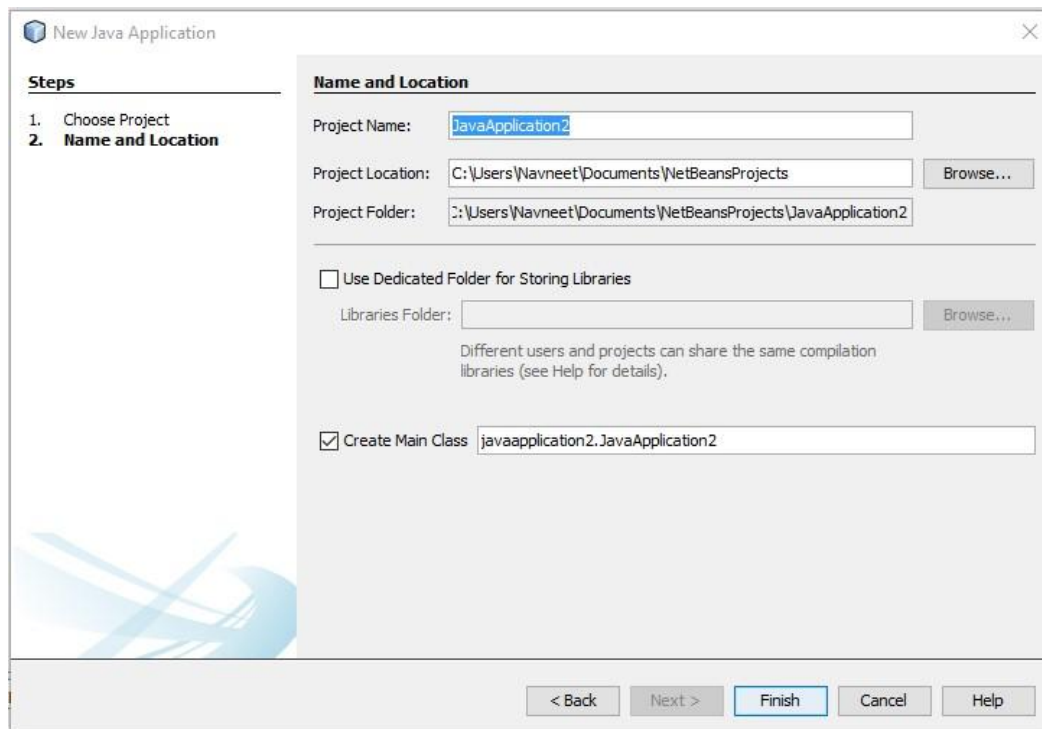 New Java Application
Steps
1. Choose Project
2. Name and Location
Name and Location
Project Name: JavaApplication2
Project Location: C:\Users\Navneet\Documents\NetBeansProjects Browse...
Project Folder: C:\Users\Navneet\Documents\NetBeansProjects\JavaApplication2
Use Dedicated Folder for Storing Libraries
Libraries Folder: Browse...
Different users and projects can share the same compilation
libraries (see Help for details).
Create Main Class javaapplication2.JavaApplication2
< Back Next > Finish Cancel Help